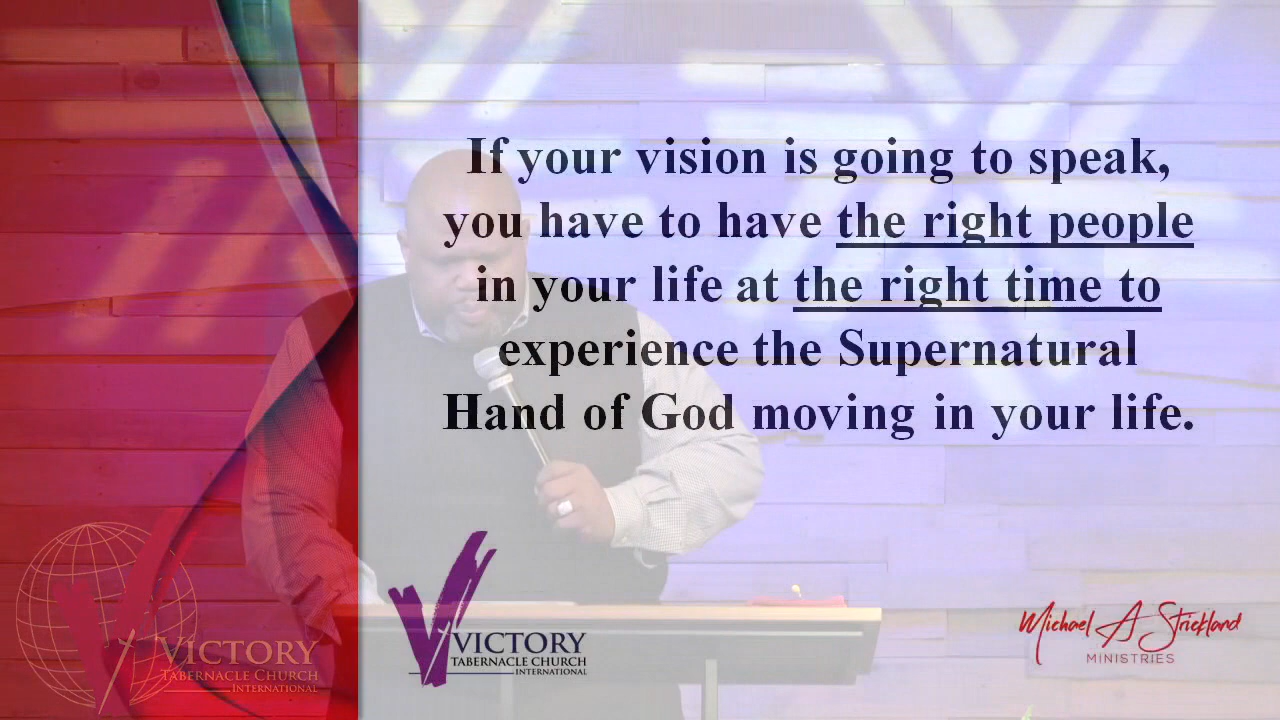 If your vision is going to speak,
you have to have the right people
in your life at the right time to
experience the Supernatural
Hand of God moving in your life.
VICTORY
TABERNACLE CHURCH
INTERNATIONAL
VICTORY
TABERNACLE CHURCH
INTERNATIONAL
Michael A Strickland
MINISTRIES